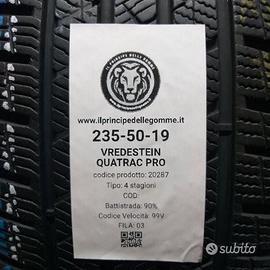 IL PRINCIPE DELLE GOMME
www.ilprincipedellegomme.it
235-50-19
VREDESTEIN
QUATRAC PRO
codice prodotto: 20287
Tipo: 4 stagioni
COD:
Battistrada: 90%
Codice Velocità: 99V
FILA: 03
subito